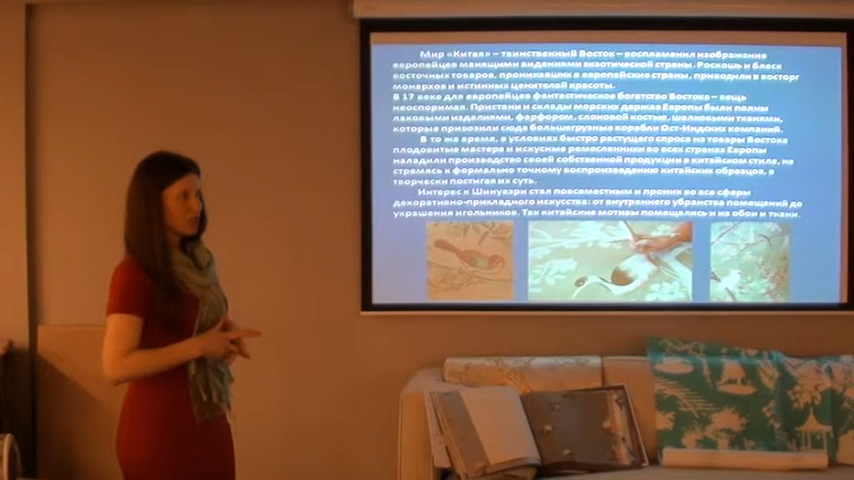 Мир «Китая» – таинственный Восток – воспламенил изображение
европейцев манящими видениями экзотической страны. Роскошь и блеск
восточных товаров, проникавших в европейские страны, приводили в восторг
монархов и истинных ценителей красоты.
В 17 веке для европейцев фантастическое богатство Востока – вещь
неоспоримая. Пристани и склады морских держав Европы были полны
лаковыми изделиями, фарфором, слоновой костью, шелковыми тканями,
которые привозили сюда большегрузные корабли Ост-Индских компаний.
В то же время, в условиях быстро растущего спроса на товары Востока
плодовитые мастера и искусные ремесленники во всех странах Европы
наладили производство своей собственной продукции в китайском стиле, не
стремясь к формально точному воспроизведению китайских образцов, а
творчески постигая их суть.
Интерес к Шинуазри стал повсеместным и проник во все сферы
декоративно-прикладного искусства: от внутреннего убранства помещений до
украшения игольников. Так китайские мотивы помещались и на обои и ткани.